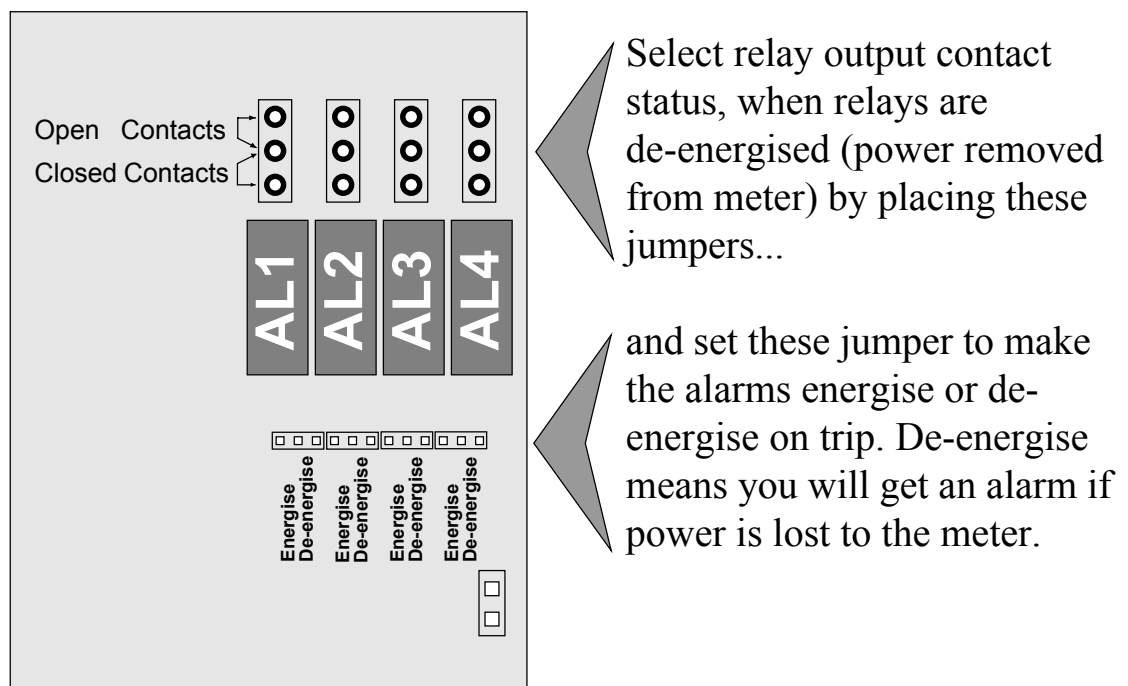 Open Contacts
Closed Contacts
AL1
AL2
AL3
AL4
Energise
De-energise
Energise
De-energise
Energise
De-energise
Energise
De-energise
Select relay output contact
status, when relays are
de-energised (power removed
from meter) by placing these
jumpers...
and set these jumper to make
the alarms energise or de-
energise on trip. De-energise
means you will get an alarm if
power is lost to the meter.